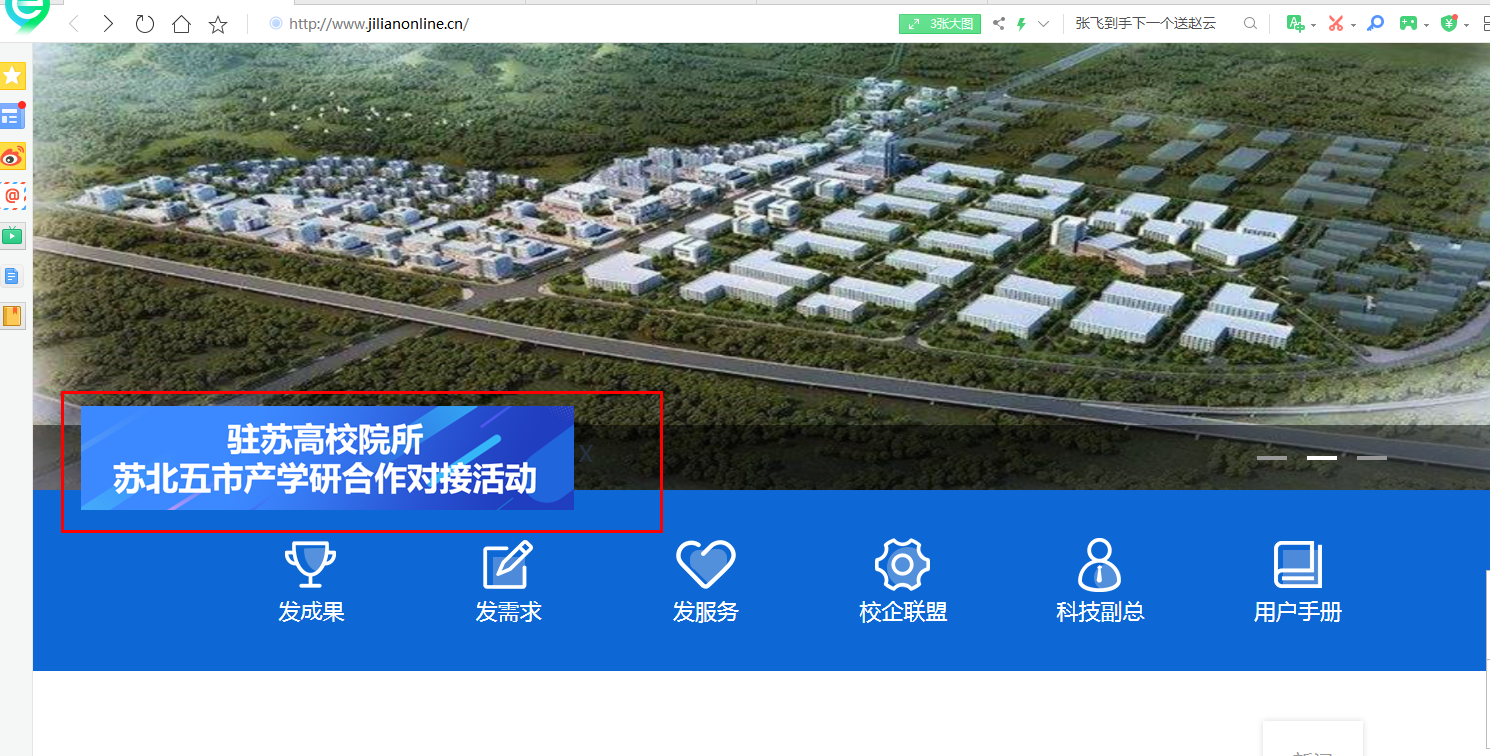 http://www.jilianonline.cn/
3张大图
张飞到手下一个送赵云
驻苏高校院所
苏北五市产学研合作对接活动
X
发成果
发需求
发服务
校企联盟
科技副总
用户手册